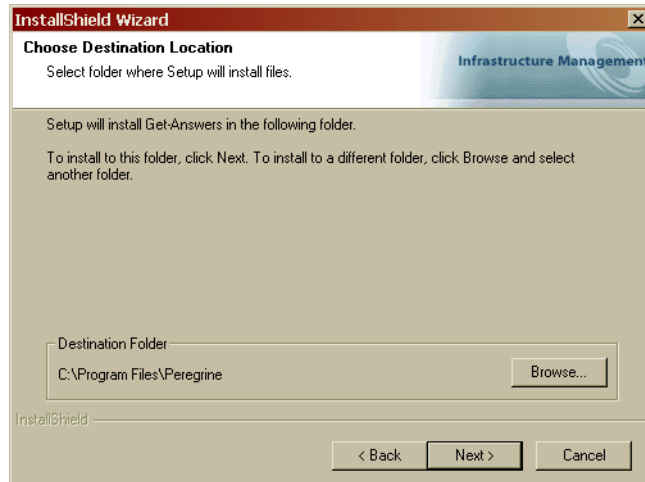 InstallShield Wizard
Choose Destination Location
Select folder where Setup will install files.
Infrastructure Management
Setup will install Get-Answers in the following folder.
To install to this folder, click Next. To install to a different folder, click Browse and select
another folder.
Destination Folder
C:\Program Files\Peregrine
Browse...
InstallShield
< Back
Next >
Cancel